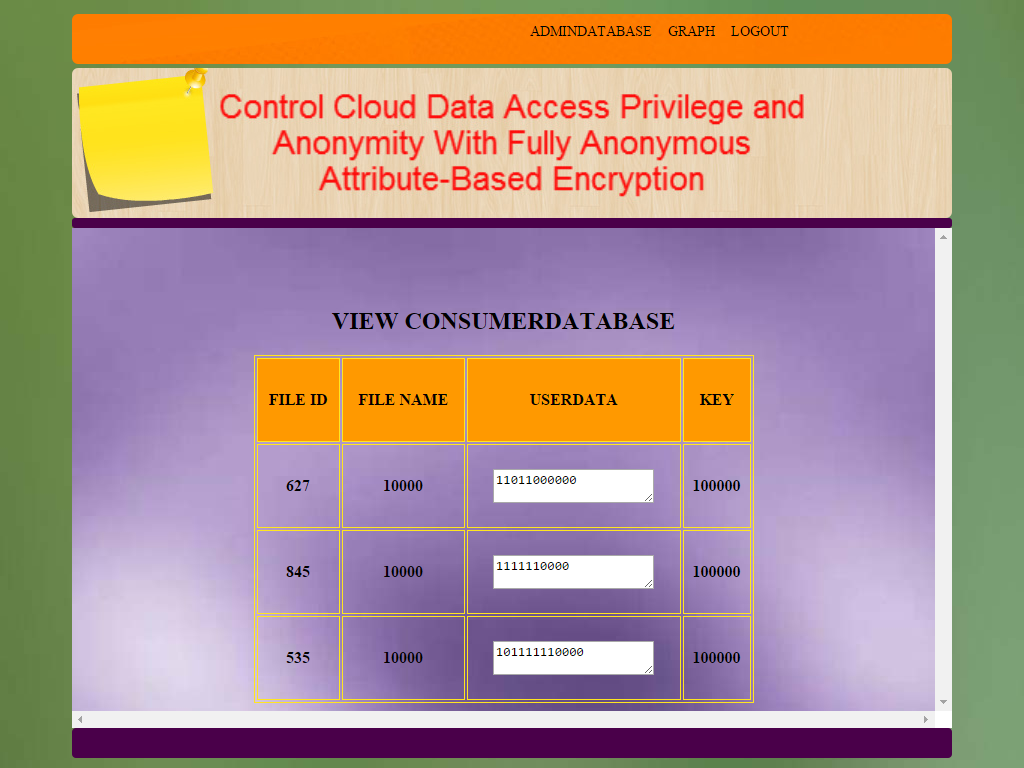 ADMINDATABASE GRAPH LOGOUT
Control Cloud Data Access Privilege and
Anonymity With Fully Anonymous
Attribute-Based Encryption
VIEW CONSUMERDATABASE
FILE ID FILE NAME USERDATA KEY
627 10000 11011000000 100000
845 10000 1111110000 100000
535 10000 101111110000 100000